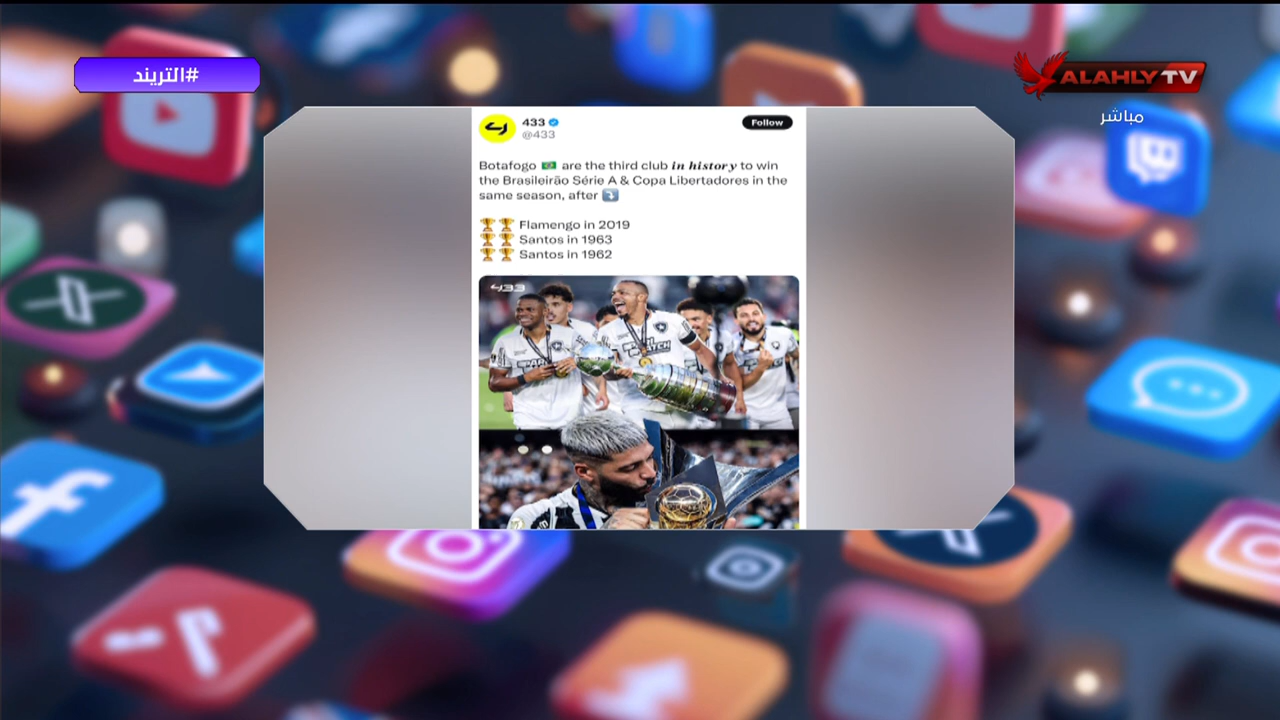 #الترند
ALAHLY TV
مباشر
433
@433
Follow
Botafogo 🇧🇷 are the third club in history to win
the Brasileirão Série A & Copa Libertadores in the
same season, after ⤵️
🏆🏆 Flamengo in 2019
🏆🏆 Santos in 1963
🏆🏆 Santos in 1962
433